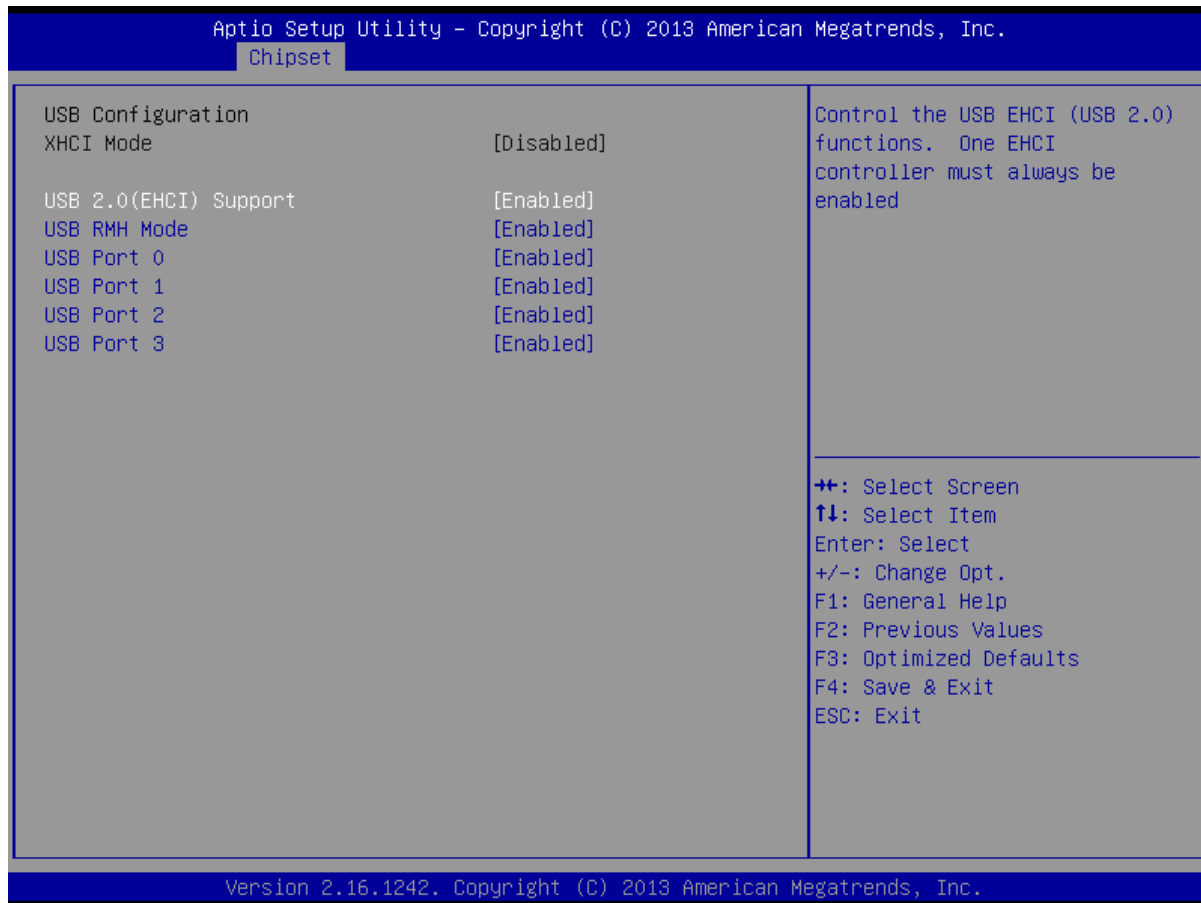 Aptio Setup Utility – Copyright (C) 2013 American Megatrends, Inc.
Chipset
USB Configuration
XHCI Mode [Disabled]
USB 2.0(EHCI) Support [Enabled]
USB RMH Mode [Enabled]
USB Port 0 [Enabled]
USB Port 1 [Enabled]
USB Port 2 [Enabled]
USB Port 3 [Enabled]
Control the USB EHCI (USB 2.0)
functions. One EHCI
controller must always be
enabled
→←: Select Screen
↑↓: Select Item
Enter: Select
+/-: Change Opt.
F1: General Help
F2: Previous Values
F3: Optimized Defaults
F4: Save & Exit
ESC: Exit
Version 2.16.1242. Copyright (C) 2013 American Megatrends, Inc.